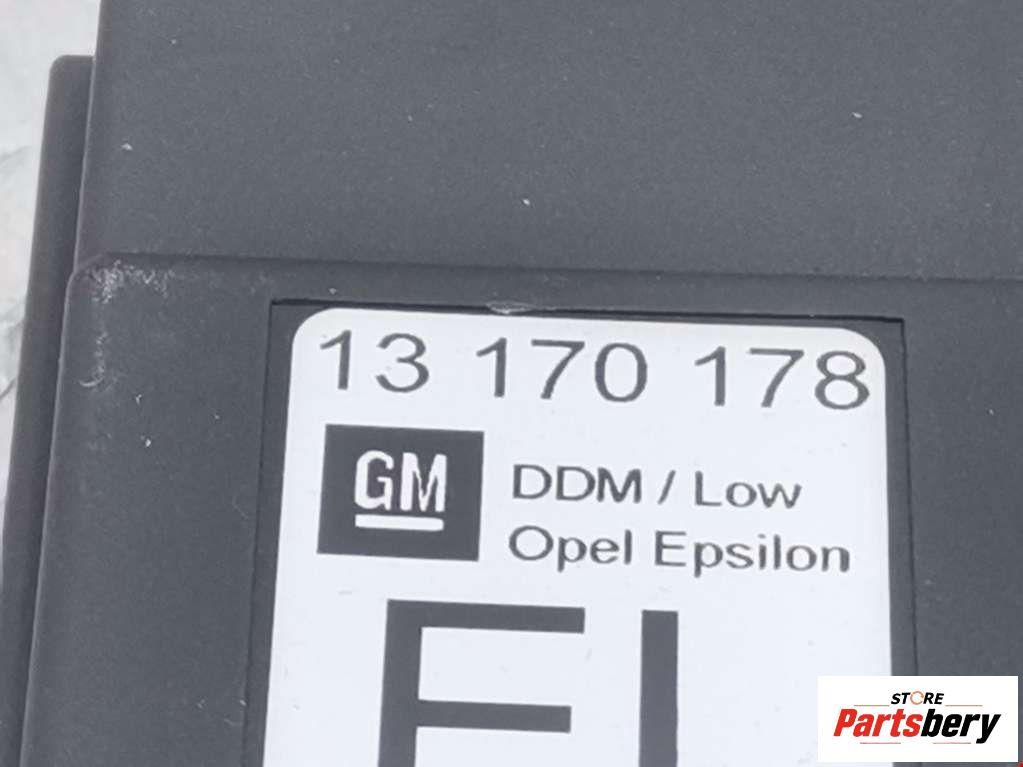 13 170 178
GM
DDM / Low
Opel Epsilon
STORE
Partsbery